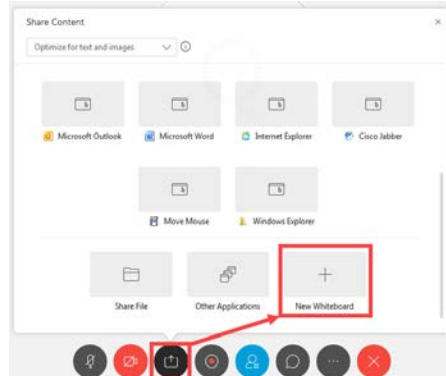 Share Content
Optimize for text and images
Microsoft Outlook Microsoft Word Internet Explorer Cisco Jabber
Move Mouse Windows Explorer
Share File Other Applications New Whiteboard